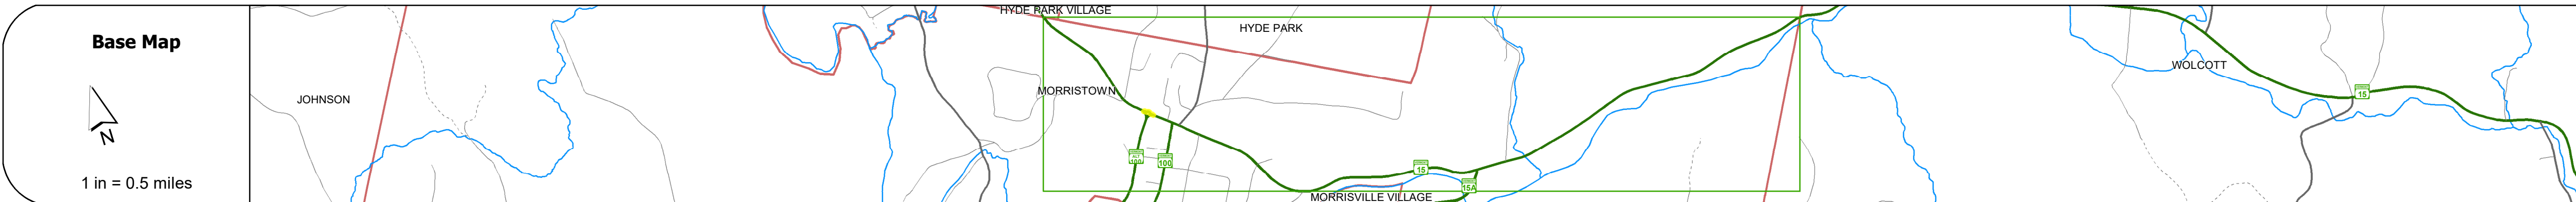 Base Map
N
1 in = 0.5 miles
JOHNSON
HYDE PARK VILLAGE
HYDE PARK
MORRISTOWN
ALT
100
100
15
15A
MORRISVILLE VILLAGE
WOLCOTT
15